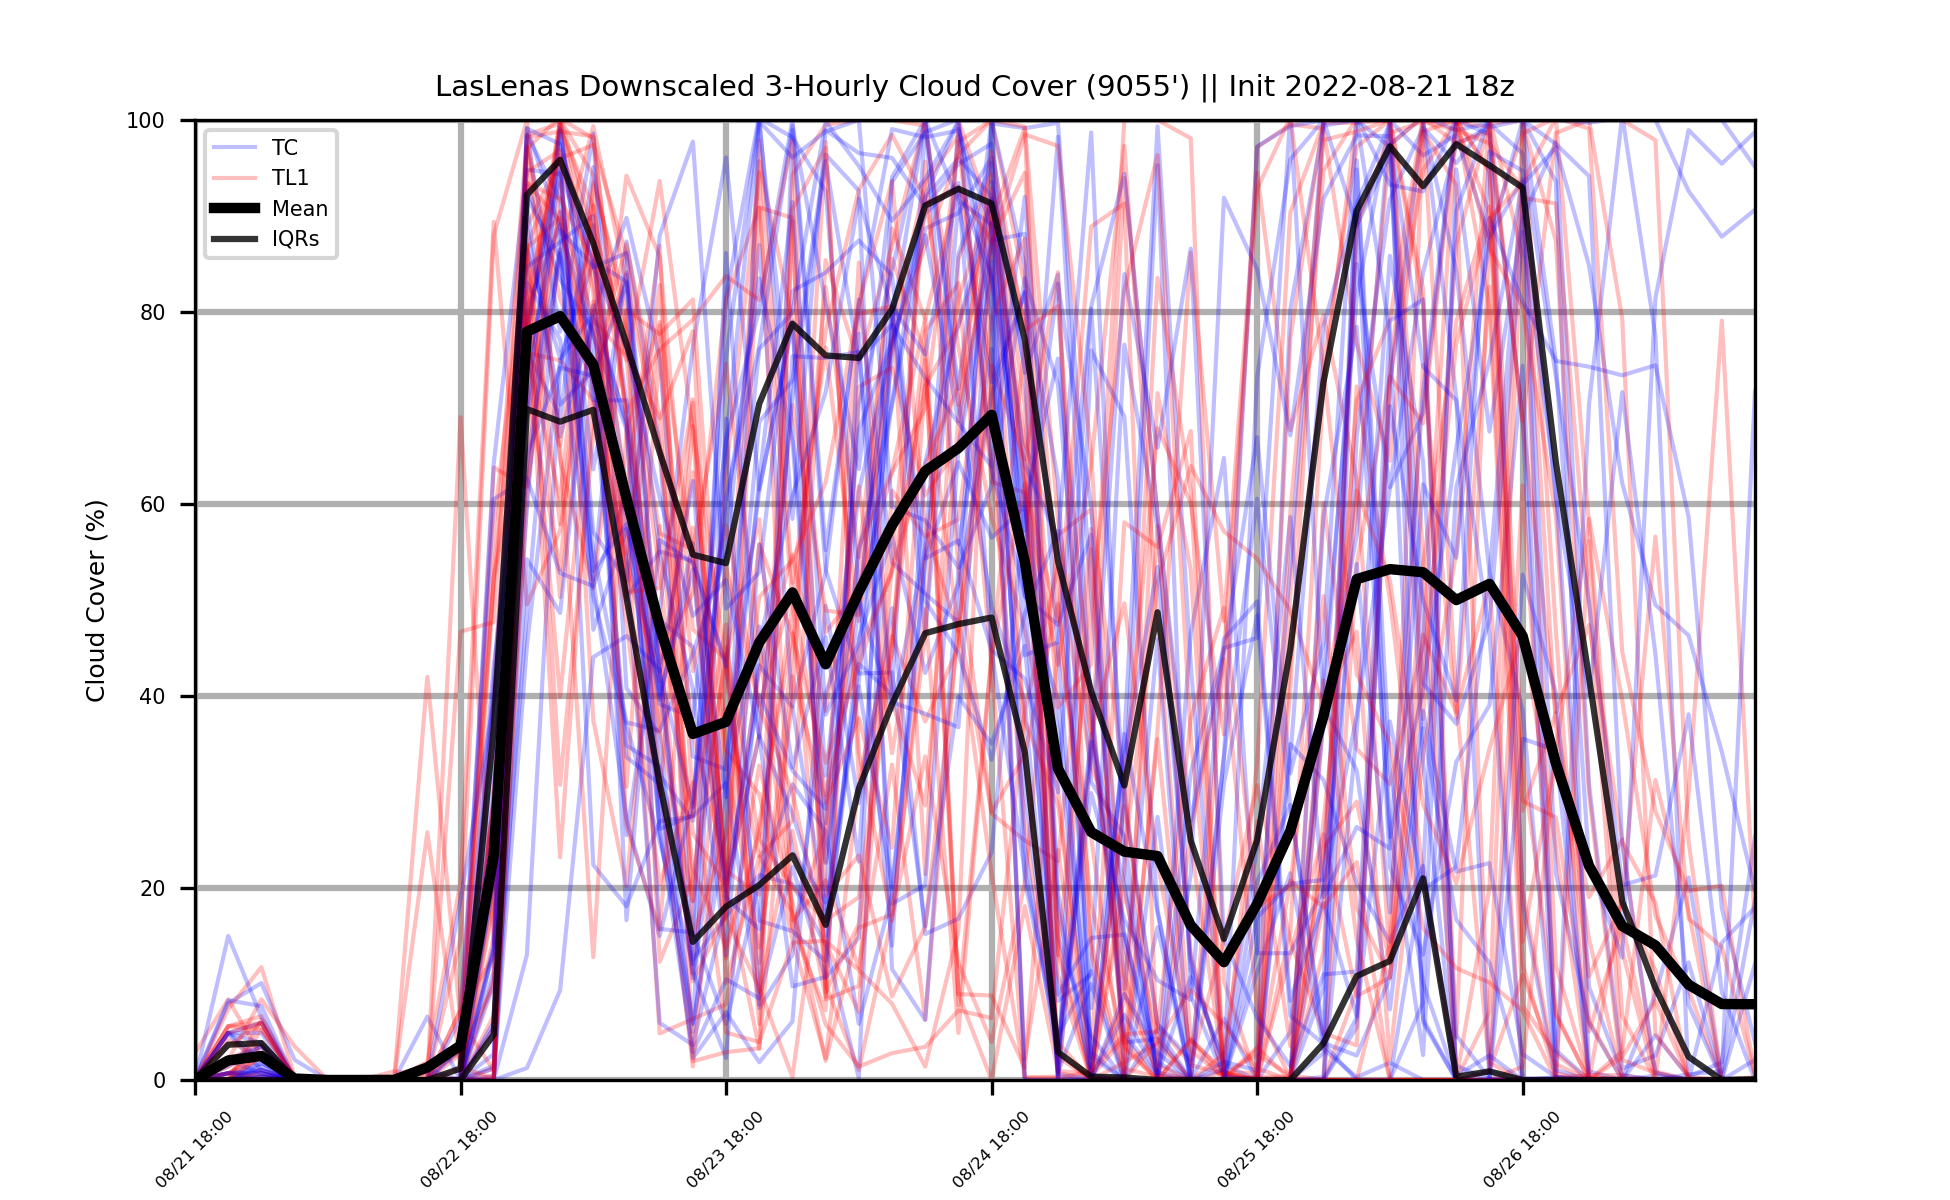 LasLenas Downscaled 3-Hourly Cloud Cover (9055') || Init 2022-08-21 18z
TC
TL1
Mean
IQRs
Cloud Cover (%)
100
80
60
40
20
0
08/21 18:00
08/22 18:00
08/23 18:00
08/24 18:00
08/25 18:00
08/26 18:00